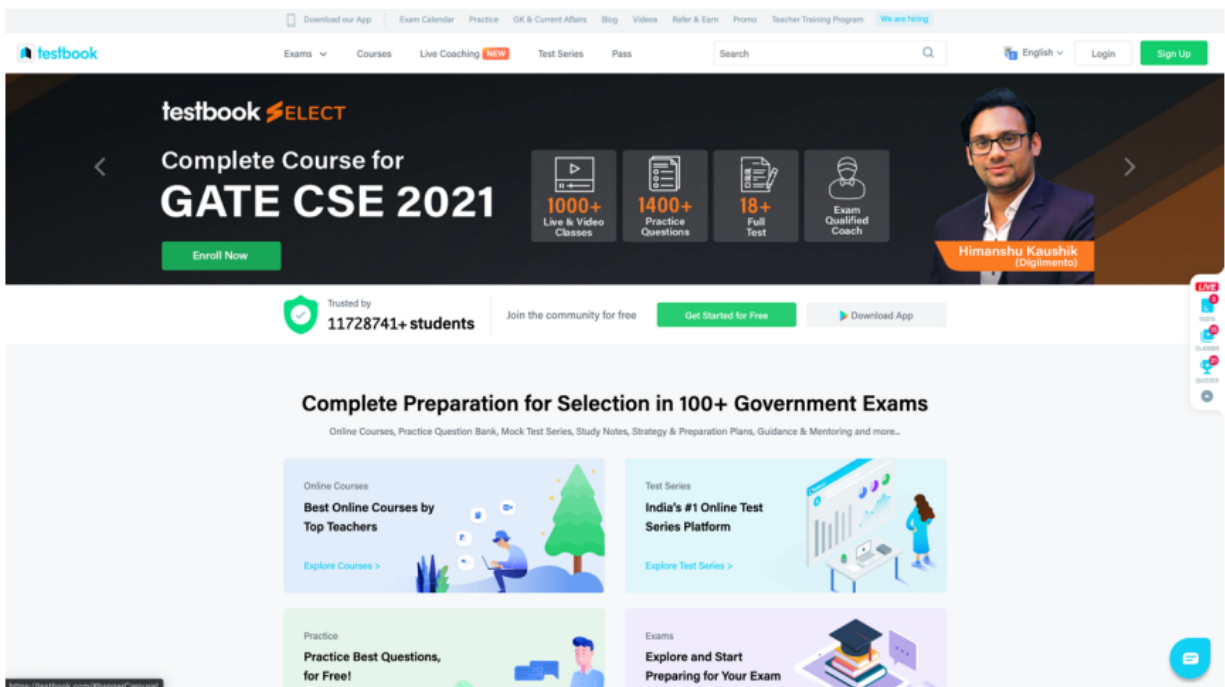 Download our App
Exam Calendar
Practice
GK & Current Affairs
Blog
Videos
Refer & Earn
Promo
Teacher Training Program
We are hiring
testbook
Exams
Courses
Live Coaching NEW
Test Series
Pass
Search
English
Login
Sign Up
testbook SELECT
Complete Course for
GATE CSE 2021
Enroll Now
1000+
Live & Video
Classes
1400+
Practice
Questions
18+
Full
Test
Exam
Qualified
Coach
Himanshu Kaushik
(Digiimento)
Trusted by
11728741+ students
Join the community for free
Get Started for Free
Download App
LIVE
3
TESTS
15
CLASSES
21
QUIZZES
Complete Preparation for Selection in 100+ Government Exams
Online Courses, Practice Question Bank, Mock Test Series, Study Notes, Strategy & Preparation Plans, Guidance & Mentoring and more...
Online Courses
Best Online Courses by
Top Teachers
Explore Courses >
Test Series
India's #1 Online Test
Series Platform
Explore Test Series >
Practice
Practice Best Questions,
for Free!
Exams
Explore and Start
Preparing for Your Exam